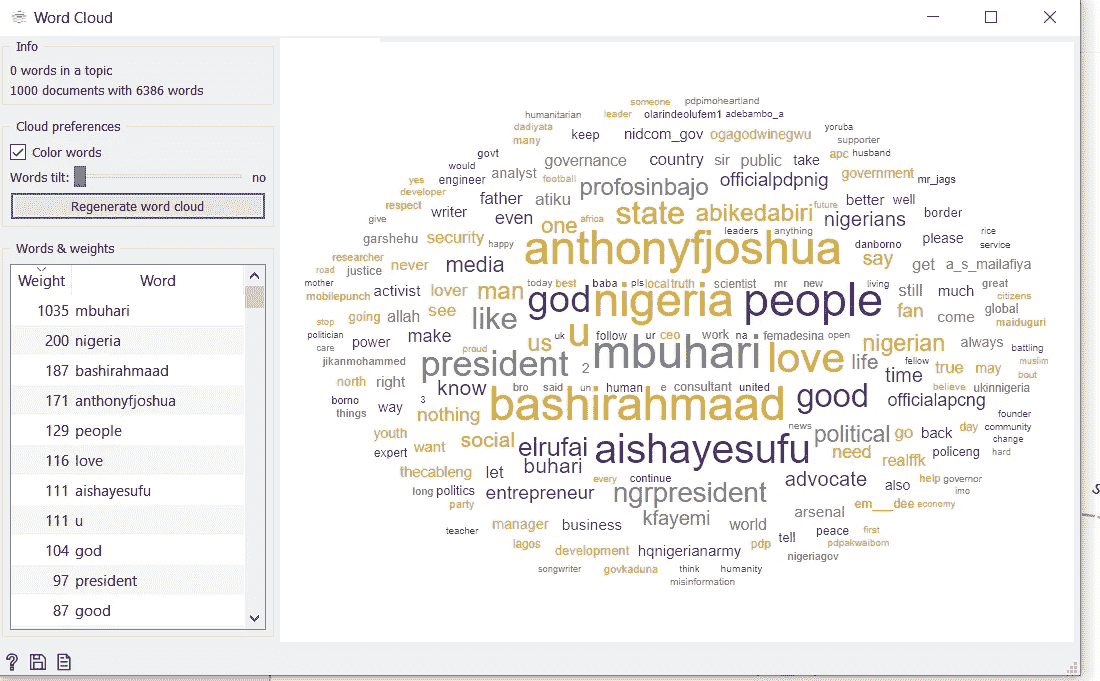 Word Cloud
Info
0 words in a topic
1000 documents with 6386 words
Cloud preferences
Color words
Words tilt: no
Regenerate word cloud
Words & weights
Weight Word
1035 mbuhari
200 nigeria
187 bashirahmaad
171 anthonyfjoshua
129 people
116 love
111 aishayesufu
111 u
104 god
97 president
87 good
someone pdpimoheartland
humanitarian leader olarindeolufem1 adebambo_a
dadiyata keep nidcom_gov ogagodwinegwu yoruba
many supporter
govt governance country sir public take apc husband
would analyst football profosinbajo officialpdpnig government mr_jags
yes engineer
developer father atiku state abikedabiri future better well
respect writer even one africa nigerians border
give leaders anything
garshehu security happy anthonyfjoshua danborno please rice
service
researcher never media say get a_s_mailafiya
road justice
mother activist lover man today best baba pls local truth scientist mr new living still much great
mobilepunch god nigeria people fan citizens
stop going allah see like come global maiduguri
politician power make us uk u follow ur ceo work na femadesina open nigerian always battling
care proud mbuhari
jikanmohammed president 2 love life fellow true may muslim
north right know bro said un human e consultant united time believe ukinnigeria bout
borno way 3 bashirahmaad good officialapcng founder
things nothing news community
youth social elrufai aishayesufu political go back day change
expert want need policeng hard
thecableng let buhari realffk
long politics entrepreneur every continue advocate also help governor
party ngrpresident imo
arsenal em___dee economy
teacher manager business kfayemi world tell peace first
lagos development hqnigerianarmy pdp pdpakwaibom
nigeriagov
songwriter govkaduna think humanity
misinformation
s